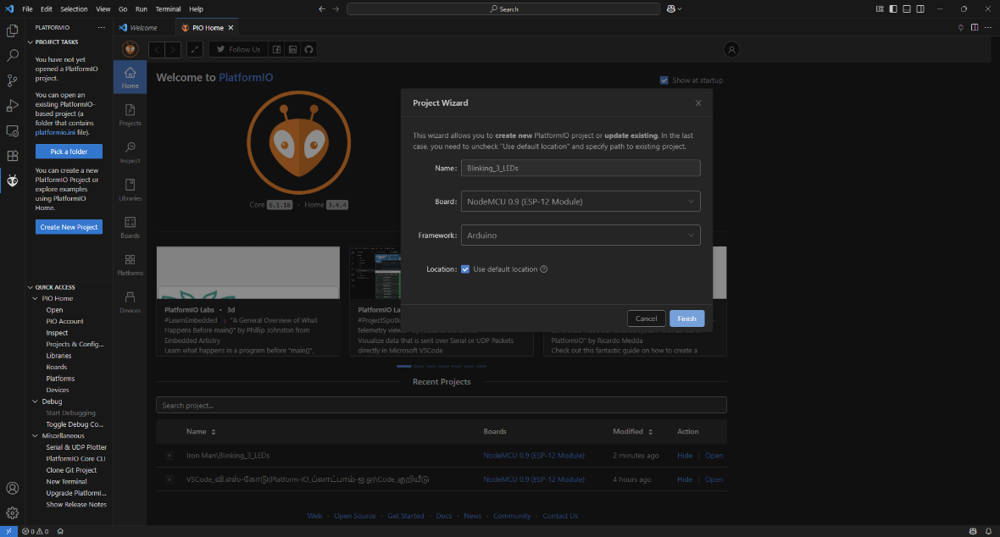 File Edit Selection View Go Run Terminal Help
Search
PLATFORMIO
Welcome
PIO Home
PROJECT TASKS
You have not yet
opened a PlatformIO
project.
You can open an
existing PlatformIO-
based project (a
folder that contains
platformio.ini file).
Pick a folder
You can create a new
PlatformIO Project or
explore examples
using PlatformIO
Home.
Create New Project
QUICK ACCESS
PIO Home
Open
PIO Account
Inspect
Projects & Config...
Libraries
Boards
Platforms
Devices
Debug
Start Debugging
Toggle Debug Co...
Miscellaneous
Serial & UDP Plotter
PlatformIO Core CLI
Clone Git Project
New Terminal
Upgrade PlatformI...
Show Release Notes
Follow Us
Home
Projects
Inspect
Libraries
Boards
Platforms
Devices
Welcome to PlatformIO
Show at startup
Core 6.1.18 · Home 3.4.4
Project Wizard
This wizard allows you to create new PlatformIO project or update existing. In the last
case, you need to uncheck "Use default location" and specify path to existing project.
Name: Blinking_3_LEDs
Board: NodeMCU 0.9 (ESP-12 Module)
Framework: Arduino
Location: Use default location
Cancel Finish
PlatformIO Labs · 3d
#LearnEmbedded "A General Overview of What
Happens Before main()" by Phillip Johnston from
Embedded Artistry
Learn what happens in a program before "main()",
PlatformIO La
#ProjectSpotli
telemetry view
Visualize data that is sent over Serial or UDP Packets
directly in Microsoft VSCode
PlatformIO" by Ricardo Medda
Check out this fantastic guide on how to create a
Recent Projects
Search project...
Name Boards Modified Action
Iron Man\Blinking_3_LEDs NodeMCU 0.9 (ESP-12 Module) 2 minutes ago Hide | Open
VSCode_வி.எஸ்-கோடு(Platform-IO_ப்லாட்பாம்-ஐ.ஓ)\Code_குறியீடு NodeMCU 0.9 (ESP-12 Module) 4 hours ago Hide | Open
Web · Open Source · Get Started · Docs · News · Community · Contact Us
0 0